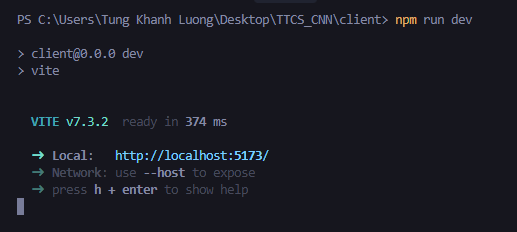 PS C:\Users\Tung Khanh Luong\Desktop\TTCS_CNN\client> npm run dev
> client@0.0.0 dev
> vite
VITE v7.3.2 ready in 374 ms
➜ Local: http://localhost:5173/
➜ Network: use --host to expose
➜ press h + enter to show help